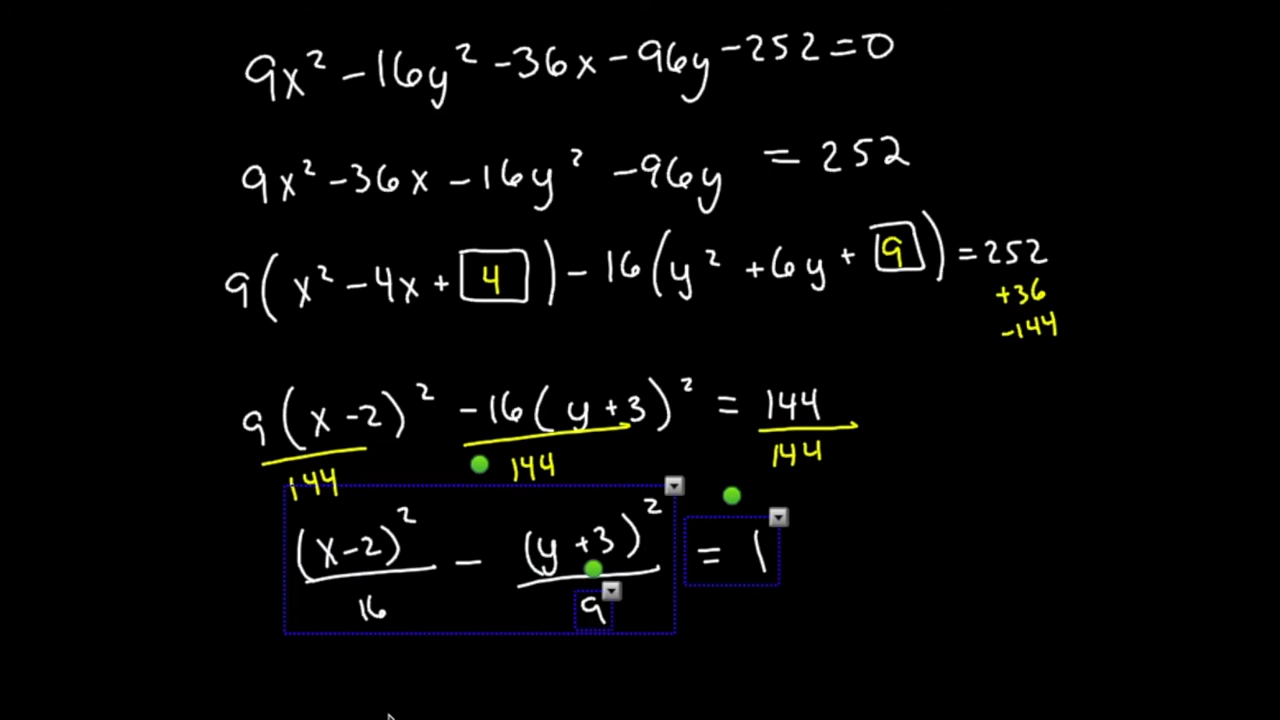 9x² - 16y² - 36x - 96y - 252 = 0
9x² - 36x - 16y² - 96y = 252
9(x² - 4x + 4) - 16(y² + 6y + 9) = 252
+36
-144
9(x-2)² - 16(y+3)² = 144
144 144 144
(x-2)² - (y+3)² = 1
16 9